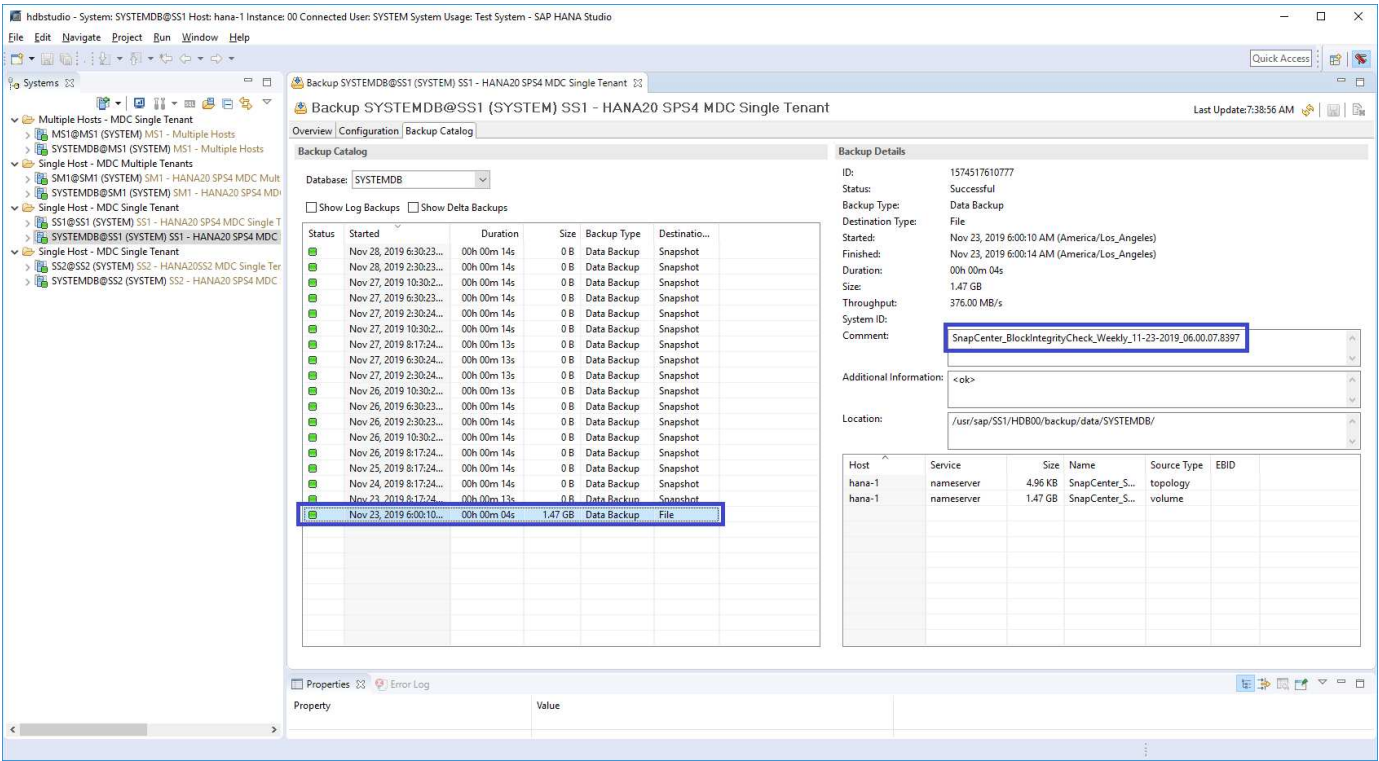 hdbstudio - System: SYSTEMDB@SS1 Host: hana-1 Instance: 00 Connected User: SYSTEM System Usage: Test System - SAP HANA Studio
File Edit Navigate Project Run Window Help
Quick Access
Systems
Multiple Hosts - MDC Single Tenant
MS1@MS1 (SYSTEM) MS1 - Multiple Hosts
SYSTEMDB@MS1 (SYSTEM) MS1 - Multiple Hosts
Single Host - MDC Multiple Tenants
SM1@SM1 (SYSTEM) SM1 - HANA20 SPS4 MDC Mult
SYSTEMDB@SM1 (SYSTEM) SM1 - HANA20 SPS4 MD
Single Host - MDC Single Tenant
SS1@SS1 (SYSTEM) SS1 - HANA20 SPS4 MDC Single T
SYSTEMDB@SS1 (SYSTEM) SS1 - HANA20 SPS4 MDC
Single Host - MDC Single Tenant
SS2@SS2 (SYSTEM) SS2 - HANA20SS2 MDC Single Ter
SYSTEMDB@SS2 (SYSTEM) SS2 - HANA20 SPS4 MDC
Backup SYSTEMDB@SS1 (SYSTEM) SS1 - HANA20 SPS4 MDC Single Tenant
Backup SYSTEMDB@SS1 (SYSTEM) SS1 - HANA20 SPS4 MDC Single Tenant
Last Update:7:38:56 AM
Overview Configuration Backup Catalog
Backup Catalog
Database: SYSTEMDB
Show Log Backups Show Delta Backups
Status Started Duration Size Backup Type Destinatio...
Nov 28, 2019 6:30:23... 00h 00m 14s 0 B Data Backup Snapshot
Nov 28, 2019 2:30:23... 00h 00m 14s 0 B Data Backup Snapshot
Nov 27, 2019 10:30:2... 00h 00m 14s 0 B Data Backup Snapshot
Nov 27, 2019 6:30:23... 00h 00m 14s 0 B Data Backup Snapshot
Nov 27, 2019 2:30:24... 00h 00m 14s 0 B Data Backup Snapshot
Nov 27, 2019 10:30:2... 00h 00m 14s 0 B Data Backup Snapshot
Nov 27, 2019 8:17:24... 00h 00m 13s 0 B Data Backup Snapshot
Nov 27, 2019 6:30:24... 00h 00m 13s 0 B Data Backup Snapshot
Nov 27, 2019 2:30:24... 00h 00m 13s 0 B Data Backup Snapshot
Nov 26, 2019 10:30:2... 00h 00m 13s 0 B Data Backup Snapshot
Nov 26, 2019 6:30:23... 00h 00m 14s 0 B Data Backup Snapshot
Nov 26, 2019 2:30:23... 00h 00m 14s 0 B Data Backup Snapshot
Nov 26, 2019 10:30:2... 00h 00m 14s 0 B Data Backup Snapshot
Nov 26, 2019 8:17:24... 00h 00m 13s 0 B Data Backup Snapshot
Nov 25, 2019 8:17:24... 00h 00m 14s 0 B Data Backup Snapshot
Nov 24, 2019 8:17:24... 00h 00m 14s 0 B Data Backup Snapshot
Nov 23, 2019 8:17:24... 00h 00m 13s 0 B Data Backup Snapshot
Nov 23, 2019 6:00:10... 00h 00m 04s 1.47 GB Data Backup File
Backup Details
ID: 1574517610777
Status: Successful
Backup Type: Data Backup
Destination Type: File
Started: Nov 23, 2019 6:00:10 AM (America/Los_Angeles)
Finished: Nov 23, 2019 6:00:14 AM (America/Los_Angeles)
Duration: 00h 00m 04s
Size: 1.47 GB
Throughput: 376.00 MB/s
System ID:
Comment: SnapCenter_BlockIntegrityCheck_Weekly_11-23-2019_06.00.07.8397
Additional Information: <ok>
Location: /usr/sap/SS1/HDB00/backup/data/SYSTEMDB/
Host Service Size Name Source Type EBID
hana-1 nameserver 4.96 KB SnapCenter_S... topology
hana-1 nameserver 1.47 GB SnapCenter_S... volume
Properties Error Log
Property Value